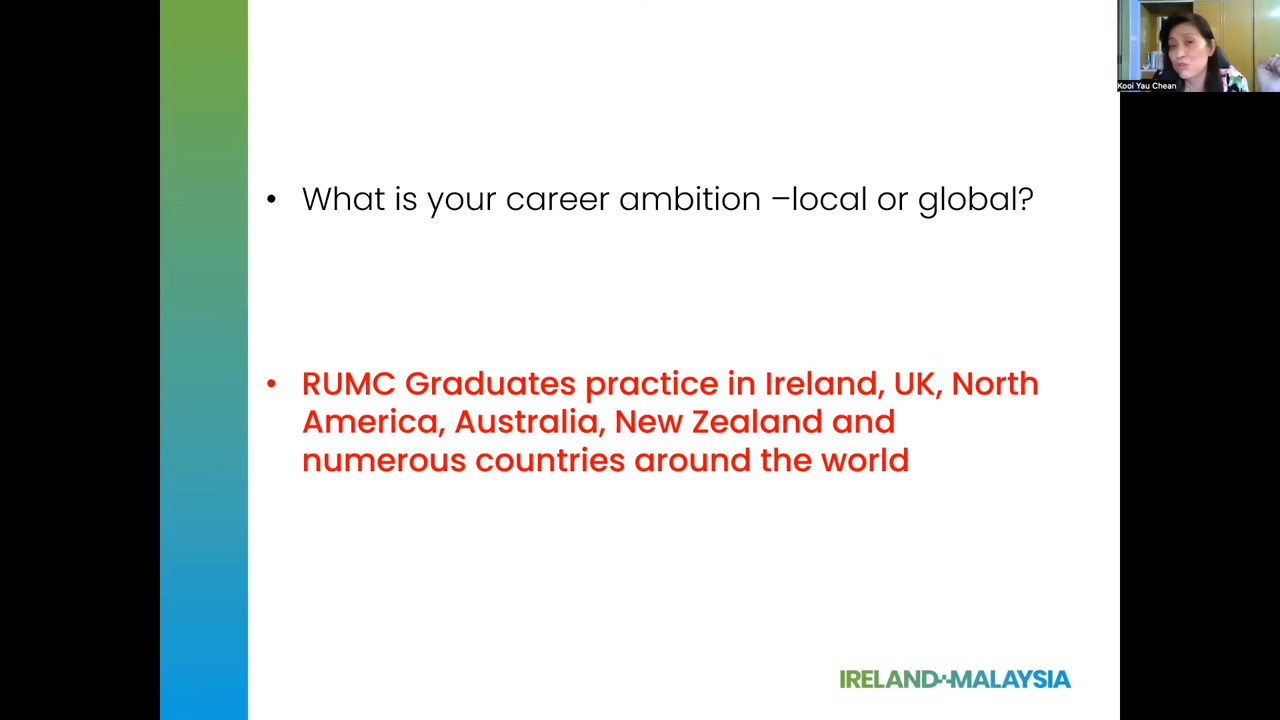 Kooi Yau Chean
• What is your career ambition –local or global?
• RUMC Graduates practice in Ireland, UK, North
America, Australia, New Zealand and
numerous countries around the world
IRELAND MALAYSIA